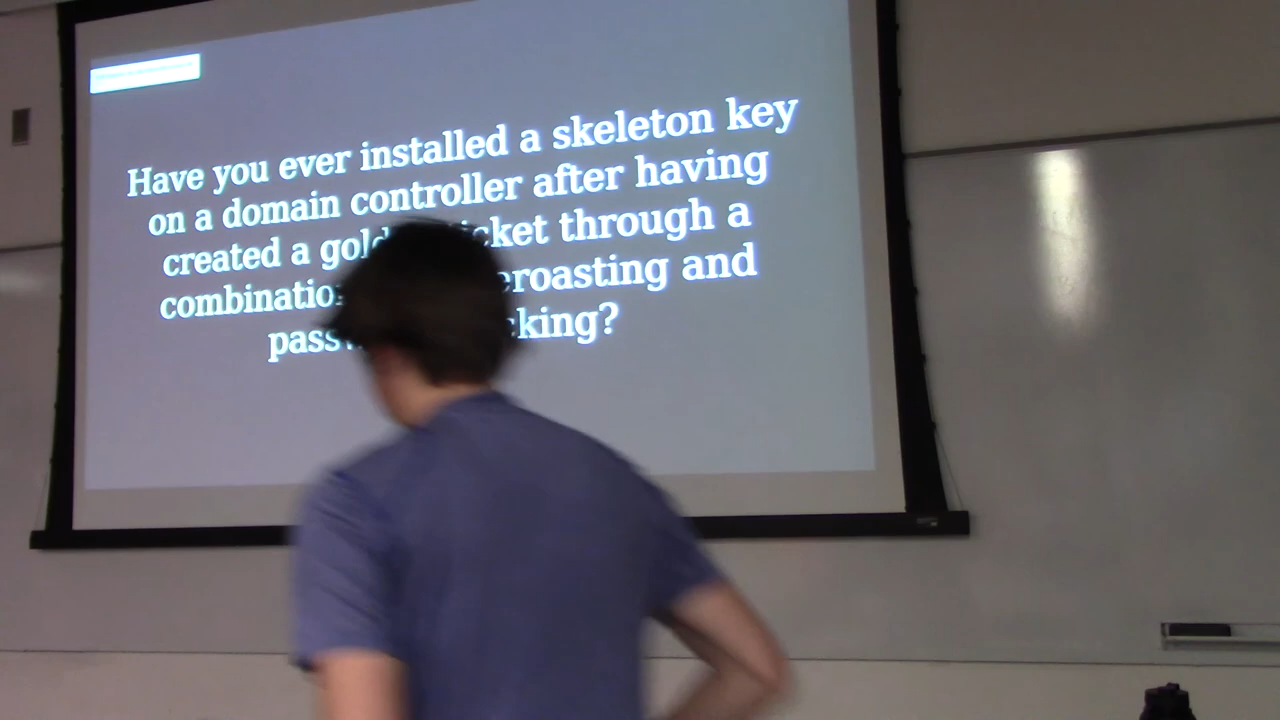 Have you ever installed a skeleton key
on a domain controller after having
created a gol icket through a
combinatio eroasting and
pass cking?